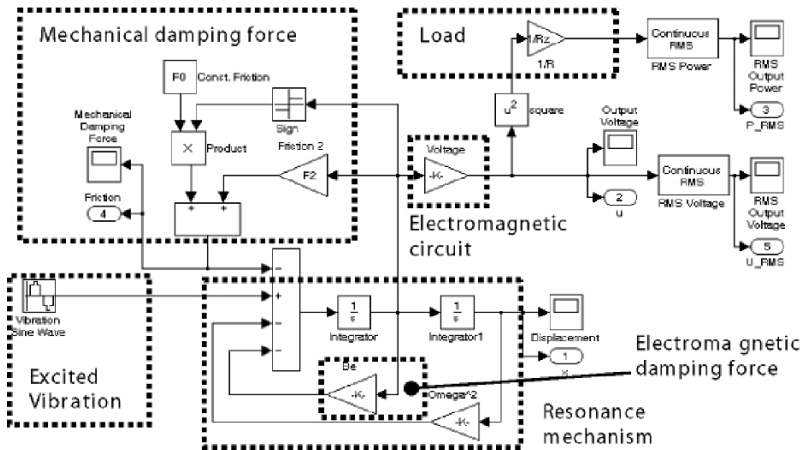 Mechanical damping force
F0
Const. Friction
Sign
Mechanical
Damping
Force
X
Product
Friction 2
F2
Friction
4
+
+
Load
1/Rz
1/R
Continuous
RMS
RMS Power
RMS
Output
Power
3
P_RMS
u²
square
Output
Voltage
Voltage
-K-
2
u
Continuous
RMS
RMS Voltage
RMS
Output
Voltage
5
U_RMS
Electromagnetic
circuit
Vibration
Sine Wave
Excited
Vibration
−
+
−
−
1
s
Integrator
1
s
Integrator1
Displacement
1
x
Be
-K-
Omega^2
-K-
Electroma gnetic
damping force
Resonance
mechanism